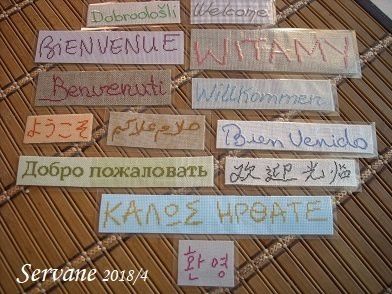 Dobrodošli
Welcome
BiENVENUE
WITAMY
Benvenuti
Willkommen
ようこそ
Bien Venido
Добро пожаловать
欢迎光临
ΚΑΛΩΣ ΗΡΘΑΤΕ
환영
Servane 2018/4